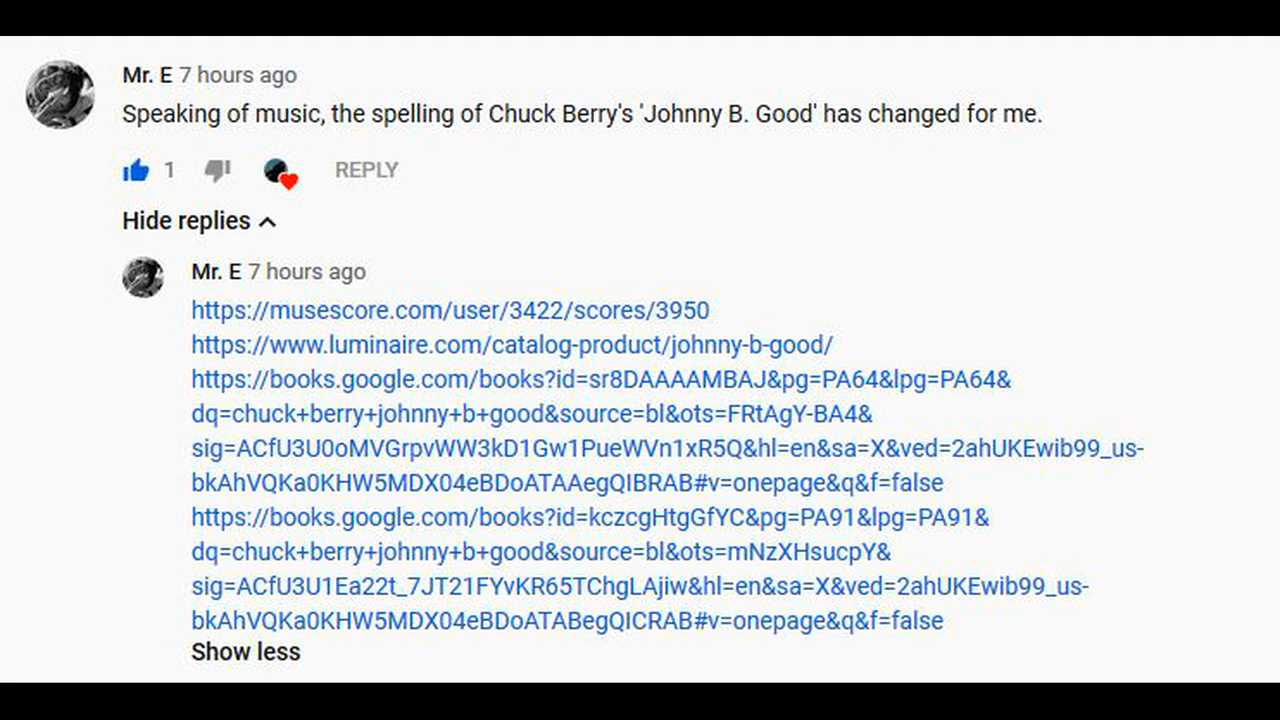 Mr. E 7 hours ago
Speaking of music, the spelling of Chuck Berry's 'Johnny B. Good' has changed for me.
1 REPLY
Hide replies
Mr. E 7 hours ago
https://musescore.com/user/3422/scores/3950
https://www.luminaire.com/catalog-product/johnny-b-good/
https://books.google.com/books?id=sr8DAAAAMBAJ&pg=PA64&lpg=PA64&
dq=chuck+berry+johnny+b+good&source=bl&ots=FRtAgY-BA4&
sig=ACfU3U0oMVGrpvWW3kD1Gw1PueWVn1xR5Q&hl=en&sa=X&ved=2ahUKEwib99_us-
bkAhVQKa0KHW5MDX04eBDoATAAegQIBRAB#v=onepage&q&f=false
https://books.google.com/books?id=kczcgHtgGfYC&pg=PA91&lpg=PA91&
dq=chuck+berry+johnny+b+good&source=bl&ots=mNzXHsucpY&
sig=ACfU3U1Ea22t_7JT21FYvKR65TChgLAjiw&hl=en&sa=X&ved=2ahUKEwib99_us-
bkAhVQKa0KHW5MDX04eBDoATABegQICRAB#v=onepage&q&f=false
Show less